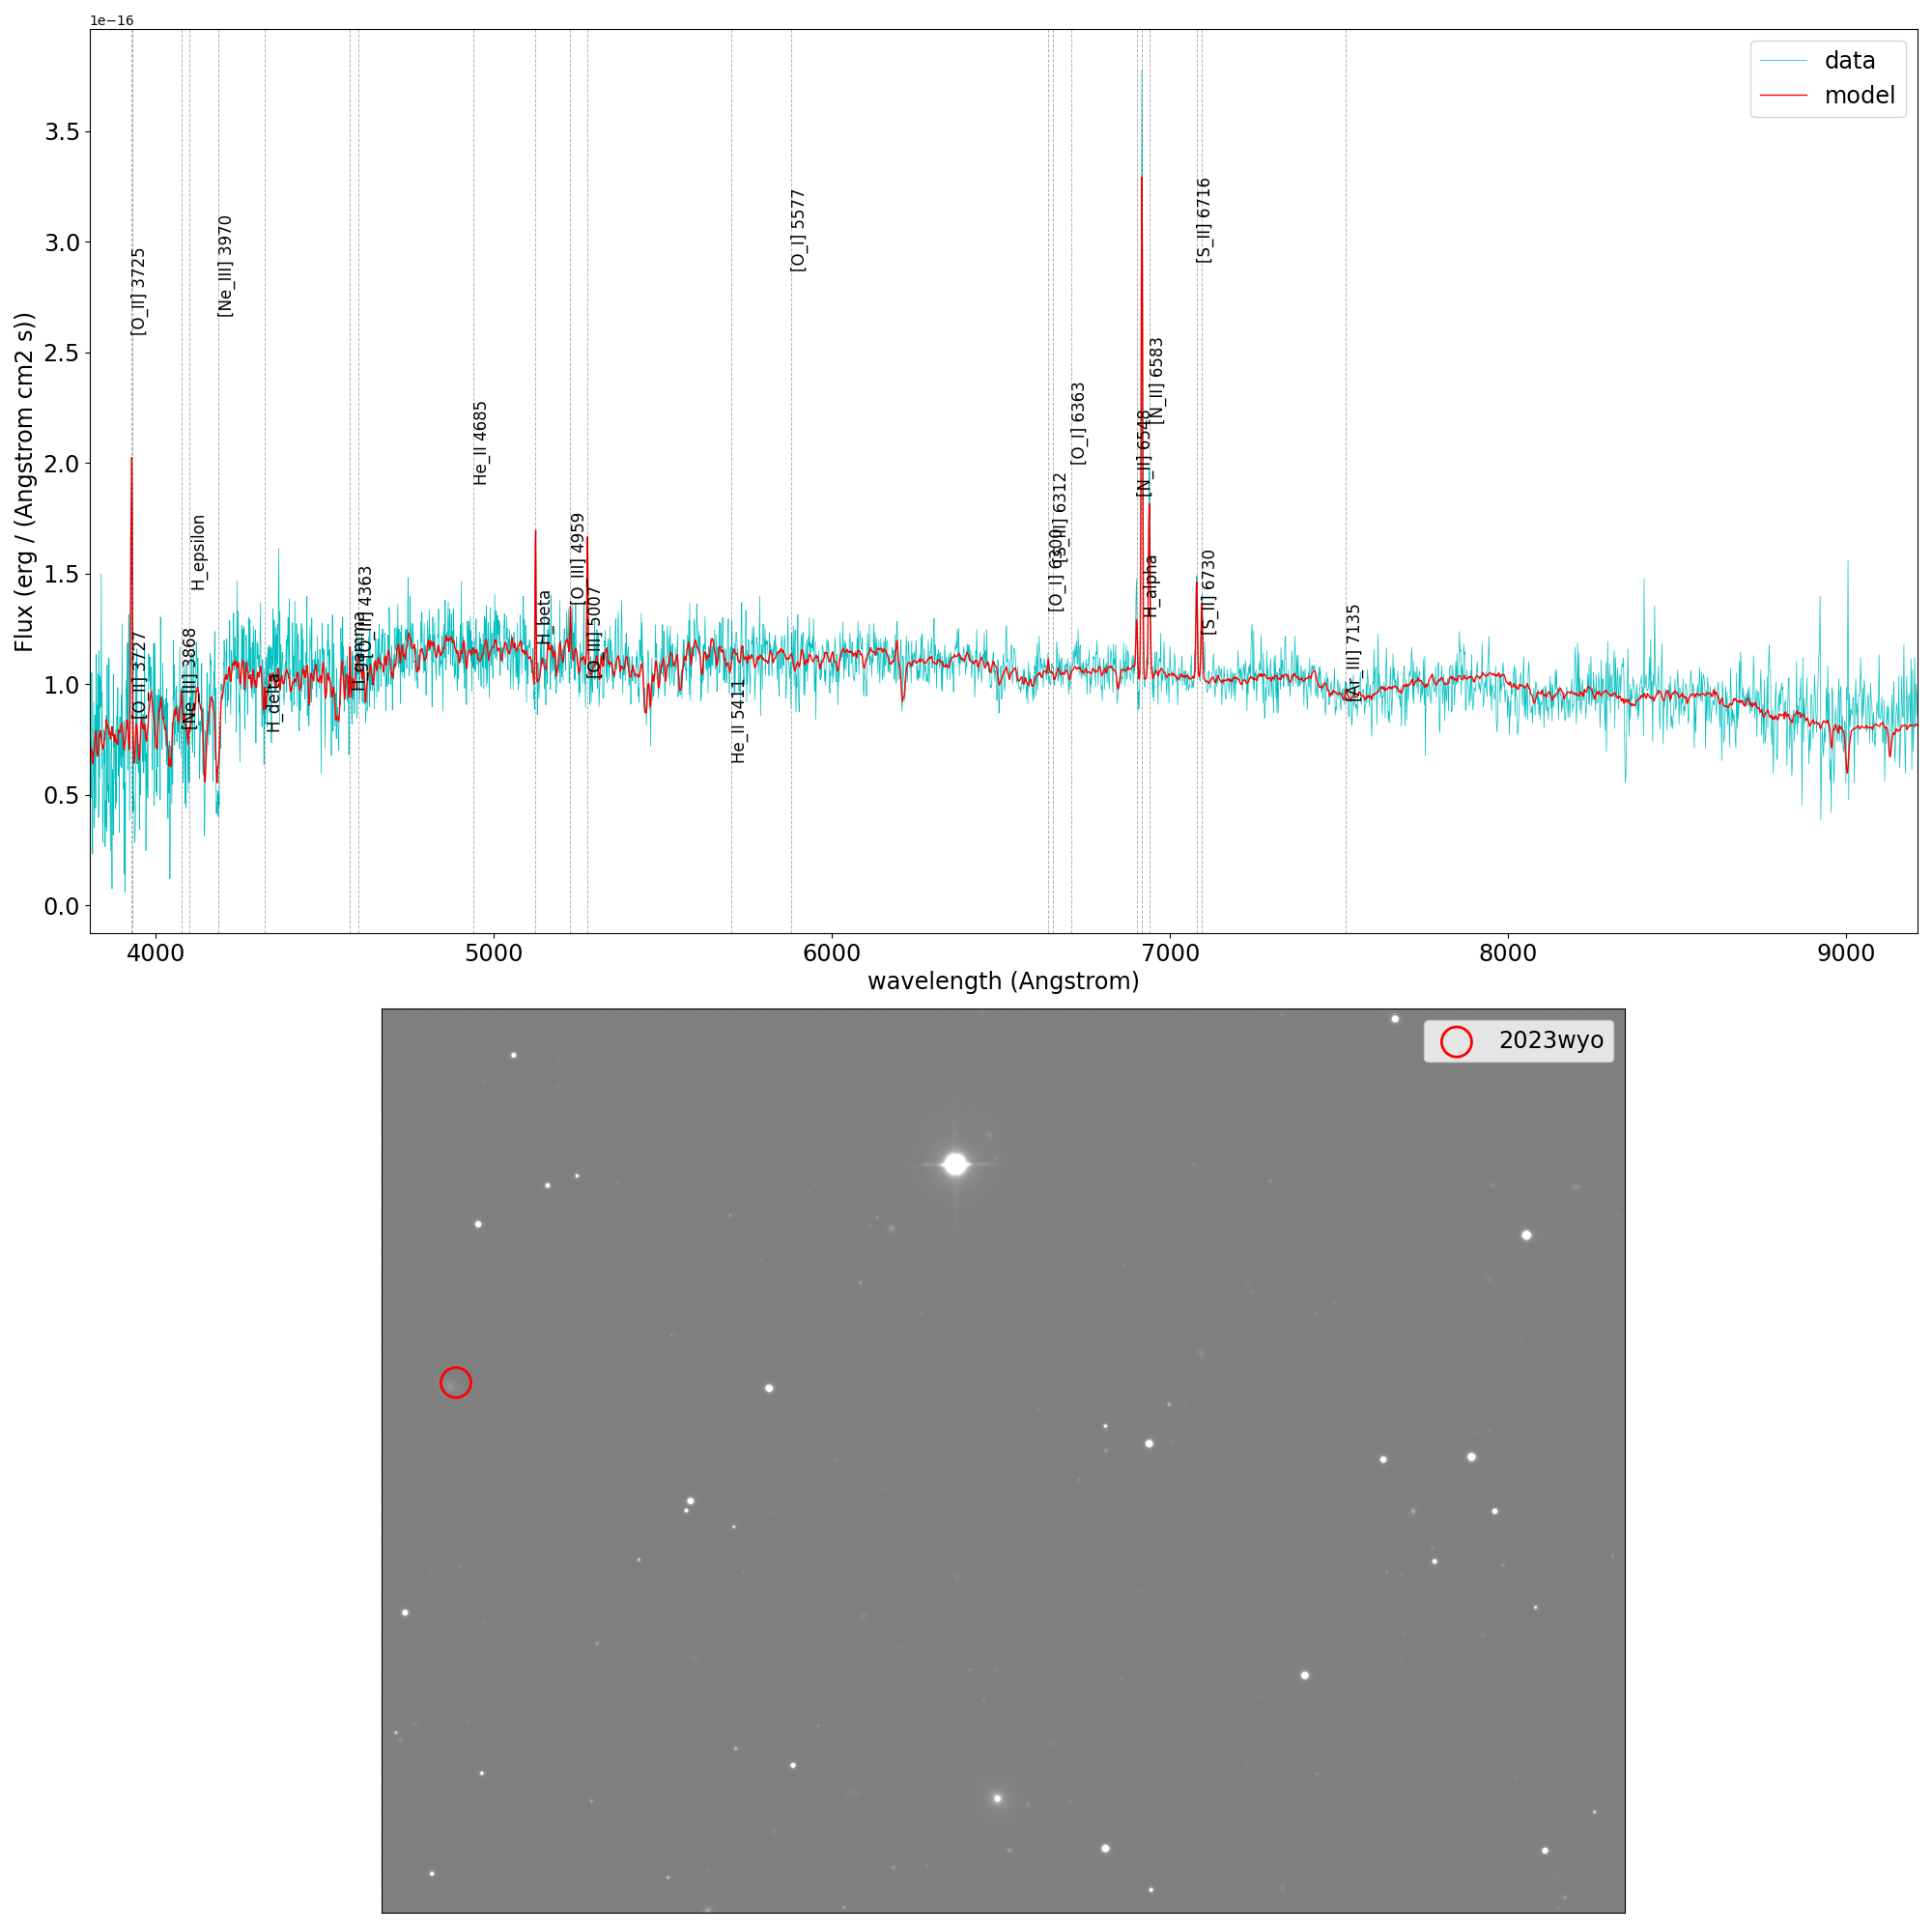 1e−16
data
model
3.5
3.0
2.5
2.0
1.5
1.0
0.5
0.0
Flux (erg / (Angstrom cm2 s))
[O_II] 3725
[O_II] 3727
[Ne_III] 3868
H_epsilon
[Ne_III] 3970
H_delta
H_gamma
[O_III] 4363
He_II 4685
H_beta
[O_III] 4959
[O_III] 5007
He_II 5411
[O_I] 5577
[O_I] 6300
[S_III] 6312
[O_I] 6363
[N_II] 6548
H_alpha
[N_II] 6583
[S_II] 6716
[S_II] 6730
[Ar_III] 7135
4000 5000 6000 7000 8000 9000
wavelength (Angstrom)
2023wyo